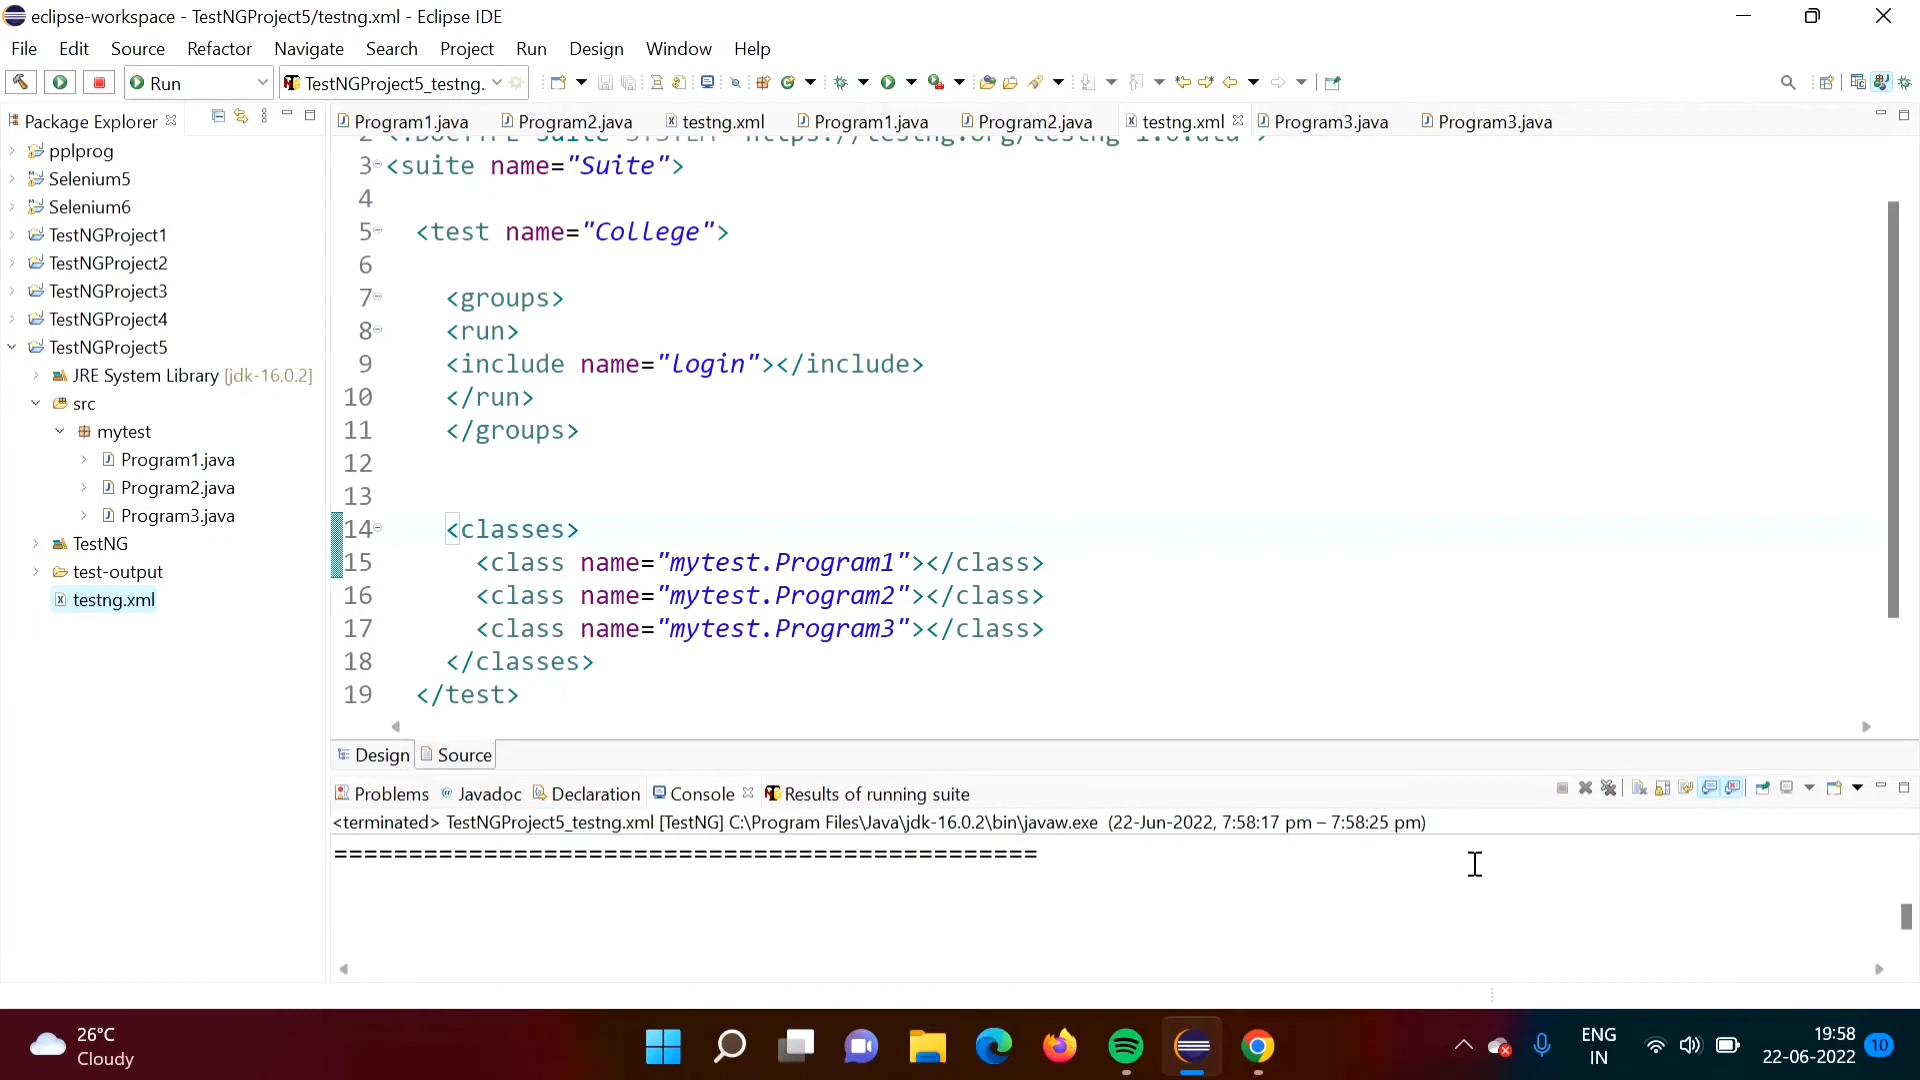 eclipse-workspace - TestNGProject5/testng.xml - Eclipse IDE
File Edit Source Refactor Navigate Search Project Run Design Window Help
Run TestNGProject5_testng.
Package Explorer
Program1.java Program2.java testng.xml Program1.java Program2.java testng.xml Program3.java Program3.java
pplprog
Selenium5
Selenium6
TestNGProject1
TestNGProject2
TestNGProject3
TestNGProject4
TestNGProject5
JRE System Library [jdk-16.0.2]
src
mytest
Program1.java
Program2.java
Program3.java
TestNG
test-output
testng.xml
3 <suite name="Suite">
4
5 <test name="College">
6
7 <groups>
8 <run>
9 <include name="login"></include>
10 </run>
11 </groups>
12
13
14 <classes>
15 <class name="mytest.Program1"></class>
16 <class name="mytest.Program2"></class>
17 <class name="mytest.Program3"></class>
18 </classes>
19 </test>
Design Source
Problems Javadoc Declaration Console Results of running suite
<terminated> TestNGProject5_testng.xml [TestNG] C:\Program Files\Java\jdk-16.0.2\bin\javaw.exe (22-Jun-2022, 7:58:17 pm – 7:58:25 pm)
===============================================
26°C
Cloudy
ENG
IN
19:58
22-06-2022
10